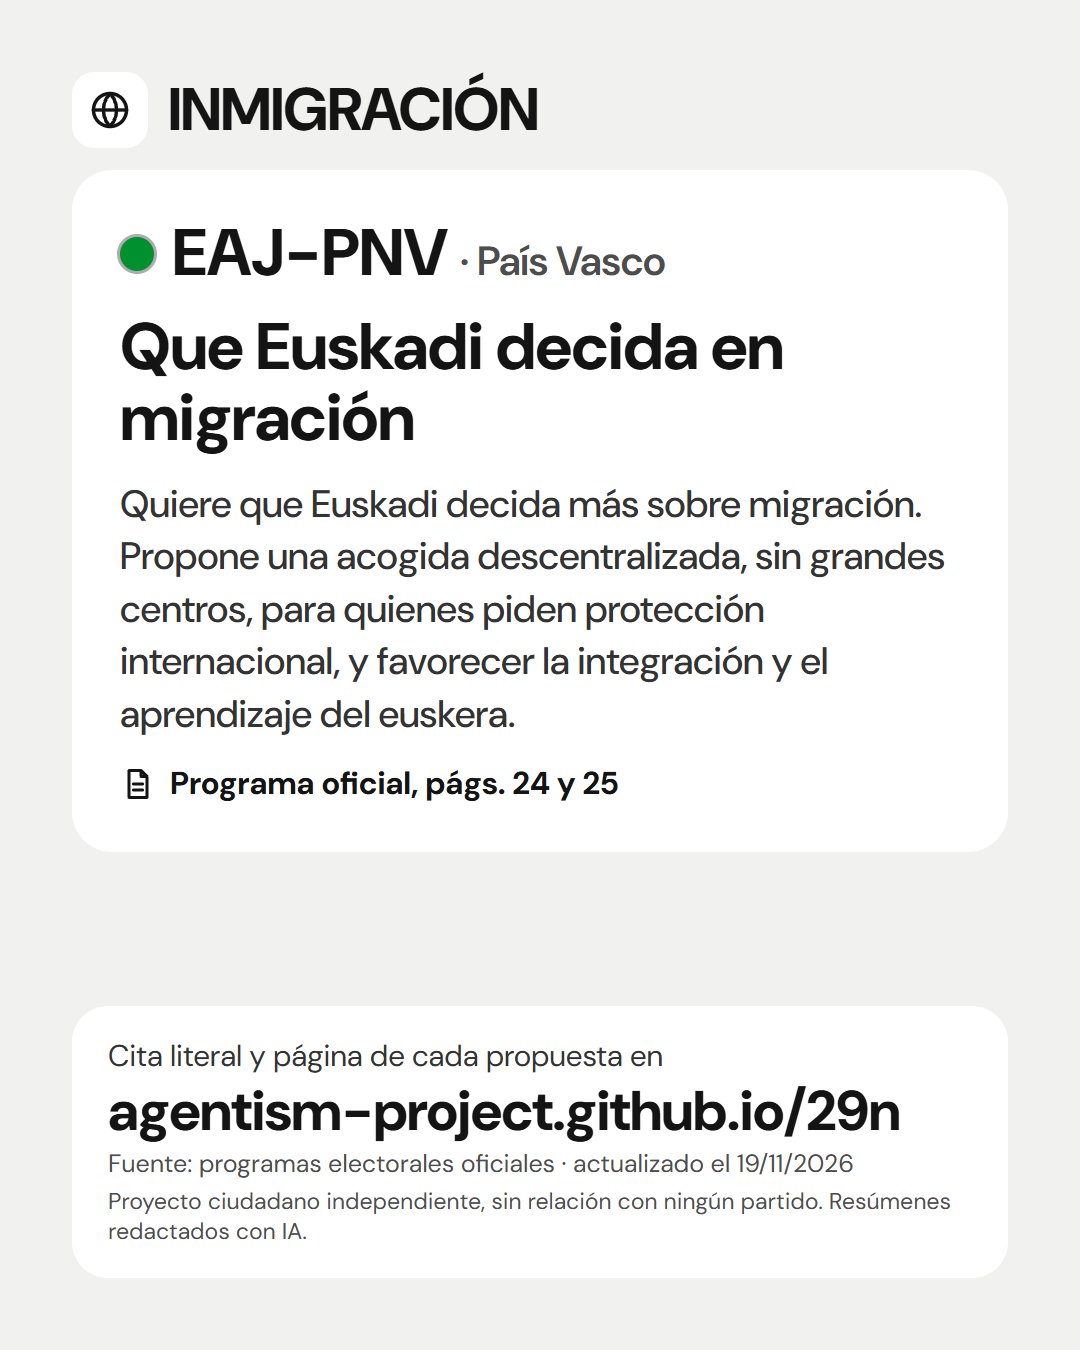 INMIGRACIÓN
EAJ-PNV · País Vasco
Que Euskadi decida en
migración
Quiere que Euskadi decida más sobre migración.
Propone una acogida descentralizada, sin grandes
centros, para quienes piden protección
internacional, y favorecer la integración y el
aprendizaje del euskera.
Programa oficial, págs. 24 y 25
Cita literal y página de cada propuesta en
agentism-project.github.io/29n
Fuente: programas electorales oficiales · actualizado el 19/11/2026
Proyecto ciudadano independiente, sin relación con ningún partido. Resúmenes
redactados con IA.